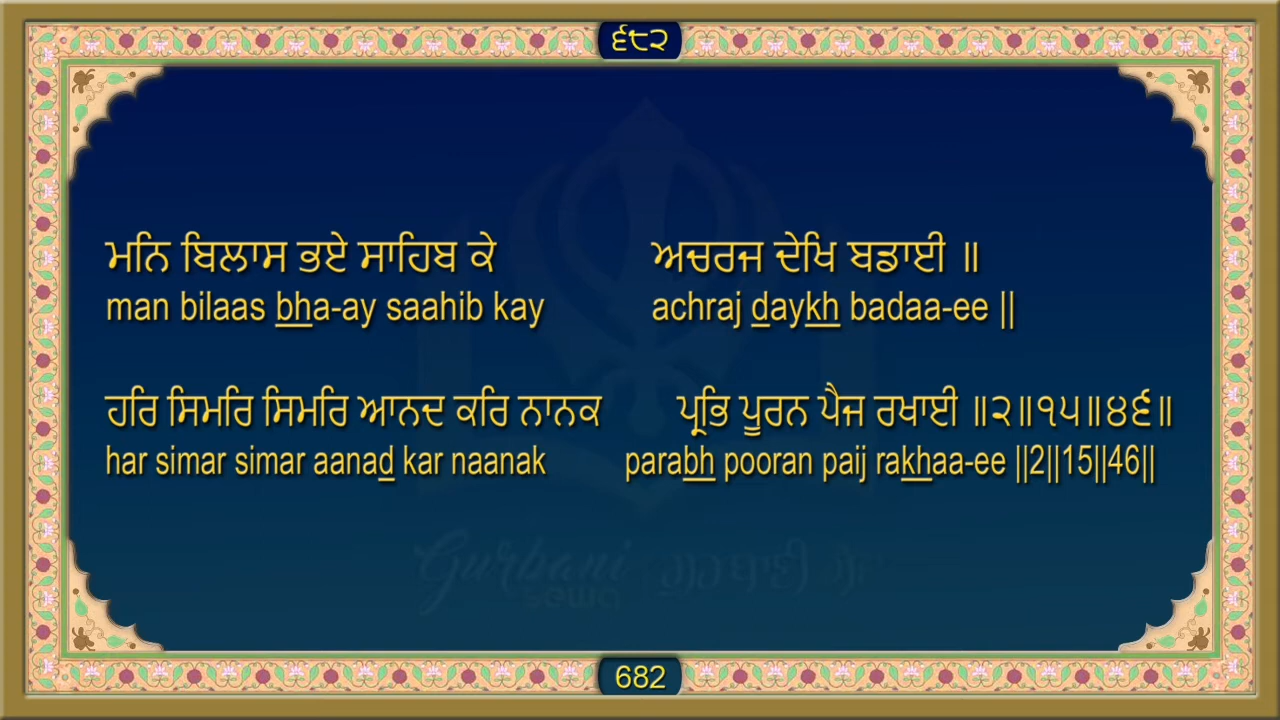 ੬੮੨
ਮਨਿ ਬਿਲਾਸ ਭਏ ਸਾਹਿਬ ਕੇ ਅਚਰਜ ਦੇਖਿ ਬਡਾਈ ॥
man bilaas bha-ay saahib kay achraj daykh badaa-ee ||
ਹਰਿ ਸਿਮਰਿ ਸਿਮਰਿ ਆਨਦ ਕਰਿ ਨਾਨਕ ਪ੍ਰਭਿ ਪੂਰਨ ਪੈਜ ਰਖਾਈ ॥੨॥੧੫॥੪੬॥
har simar simar aanad kar naanak parabh pooran paij rakhaa-ee ||2||15||46||
Gurbani
sewa
682